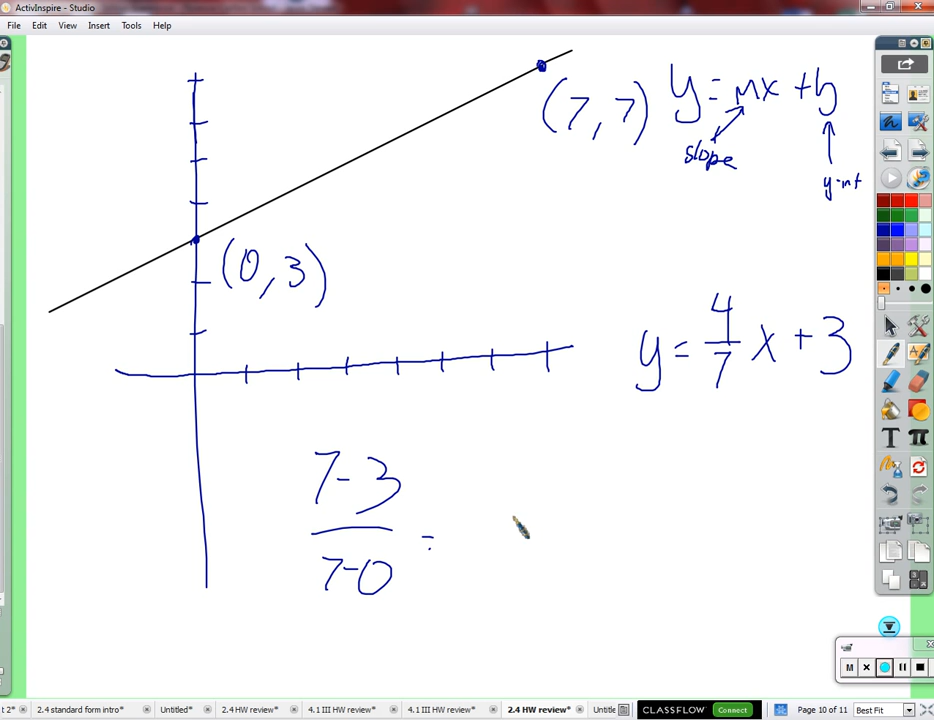 ActivInspire - Studio
File Edit View Insert Tools Help
(7, 7)
y = mx + b
slope
y-int
(0, 3)
y = 4/7 x + 3
7-3
7-0
=
t 2* 2.4 standard form intro* Untitled* 2.4 HW review* 4.1 III HW review* 4.1 III HW review* 2.4 HW review* Untitle
CLASSFLOW Connect
Page 10 of 11
Best Fit
M